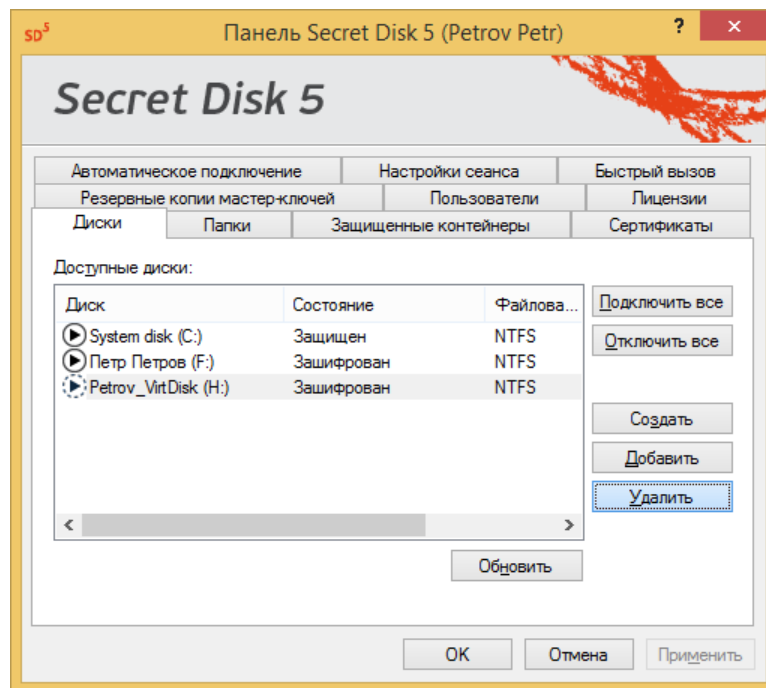 SD5 Панель Secret Disk 5 (Petrov Petr) ?
Secret Disk 5
Автоматическое подключение Настройки сеанса Быстрый вызов
Резервные копии мастер-ключей Пользователи Лицензии
Диски Папки Защищенные контейнеры Сертификаты
Доступные диски:
Диск Состояние Файлова... Подключить все
System disk (C:) Защищен NTFS
Отключить все
Петр Петров (F:) Зашифрован NTFS
Petrov_VirtDisk (H:) Зашифрован NTFS
Создать
Добавить
Удалить
Обновить
OK Отмена Применить